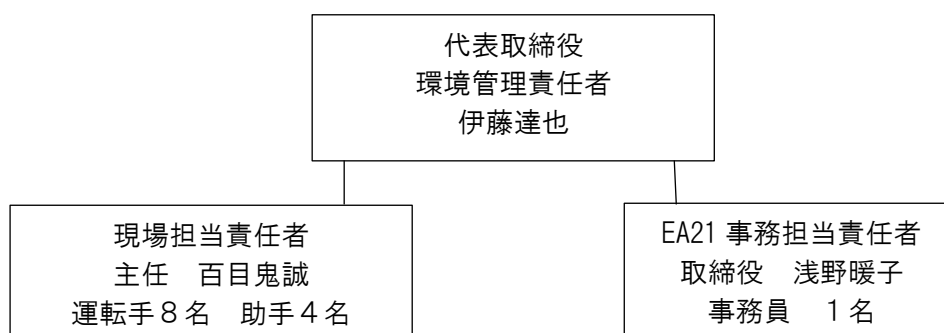 代表取締役
環境管理責任者
伊藤達也
現場担当責任者
主任　百目鬼誠
運転手８名　助手４名
EA21 事務担当責任者
取締役　浅野暖子
事務員　１名